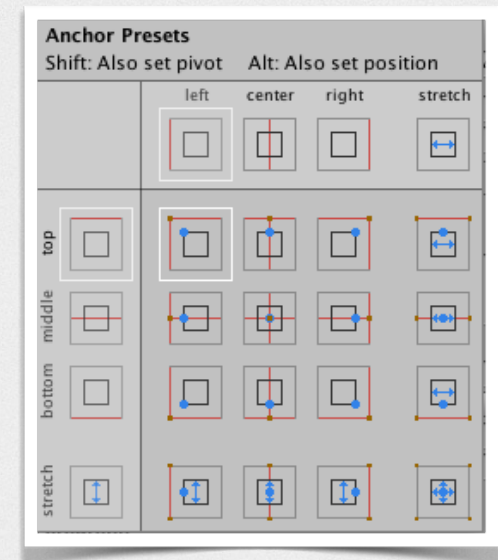 Anchor Presets
Shift: Also set pivot Alt: Also set position
left center right stretch
top
middle
bottom
stretch